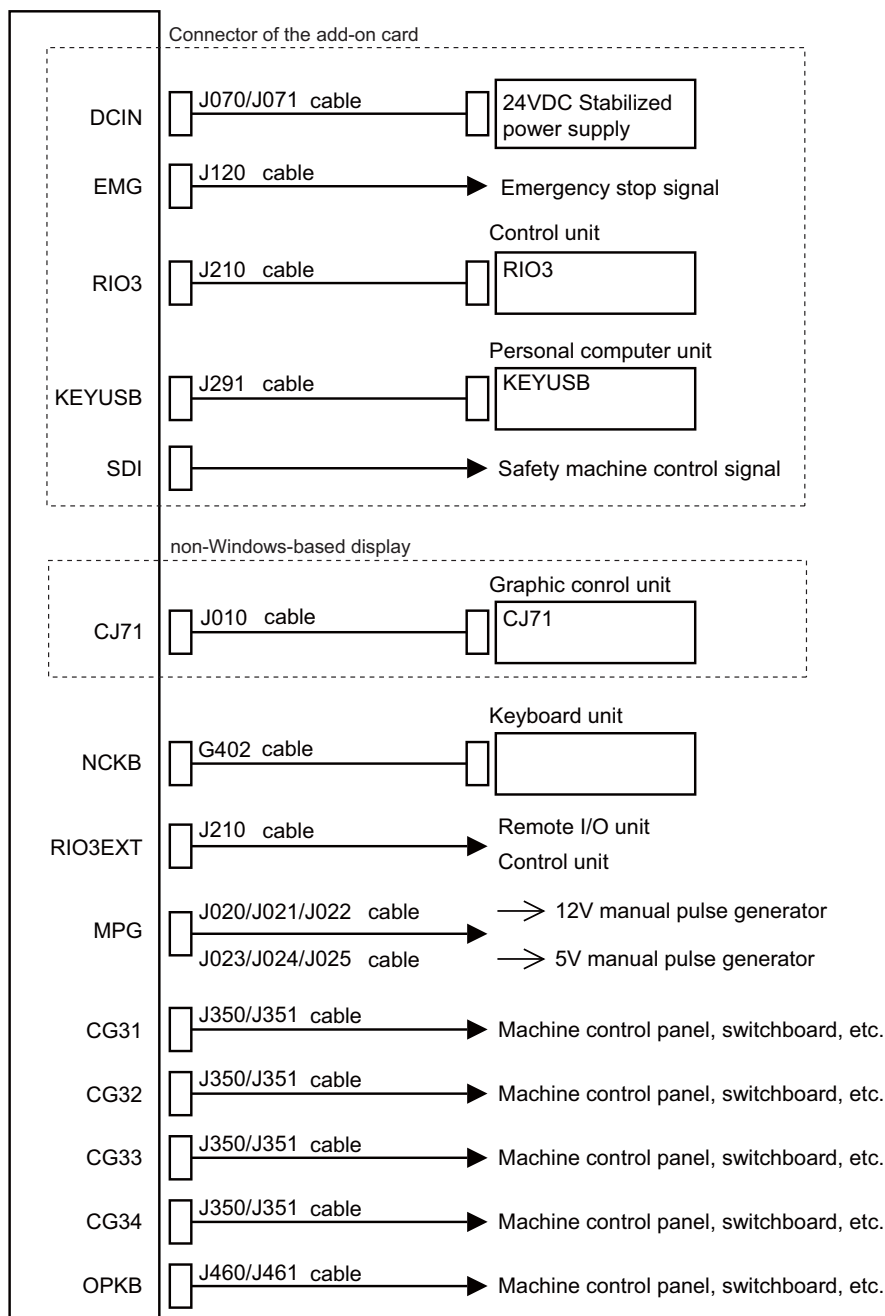 Connector of the add-on card
DCIN
J070/J071 cable
24VDC Stabilized
power supply
EMG
J120 cable
Emergency stop signal
Control unit
RIO3
J210 cable
RIO3
Personal computer unit
KEYUSB
J291 cable
KEYUSB
SDI
Safety machine control signal
non-Windows-based display
Graphic conrol unit
CJ71
J010 cable
CJ71
Keyboard unit
NCKB
G402 cable
RIO3EXT
J210 cable
Remote I/O unit
Control unit
MPG
J020/J021/J022 cable
12V manual pulse generator
J023/J024/J025 cable
5V manual pulse generator
CG31
J350/J351 cable
Machine control panel, switchboard, etc.
CG32
J350/J351 cable
Machine control panel, switchboard, etc.
CG33
J350/J351 cable
Machine control panel, switchboard, etc.
CG34
J350/J351 cable
Machine control panel, switchboard, etc.
OPKB
J460/J461 cable
Machine control panel, switchboard, etc.